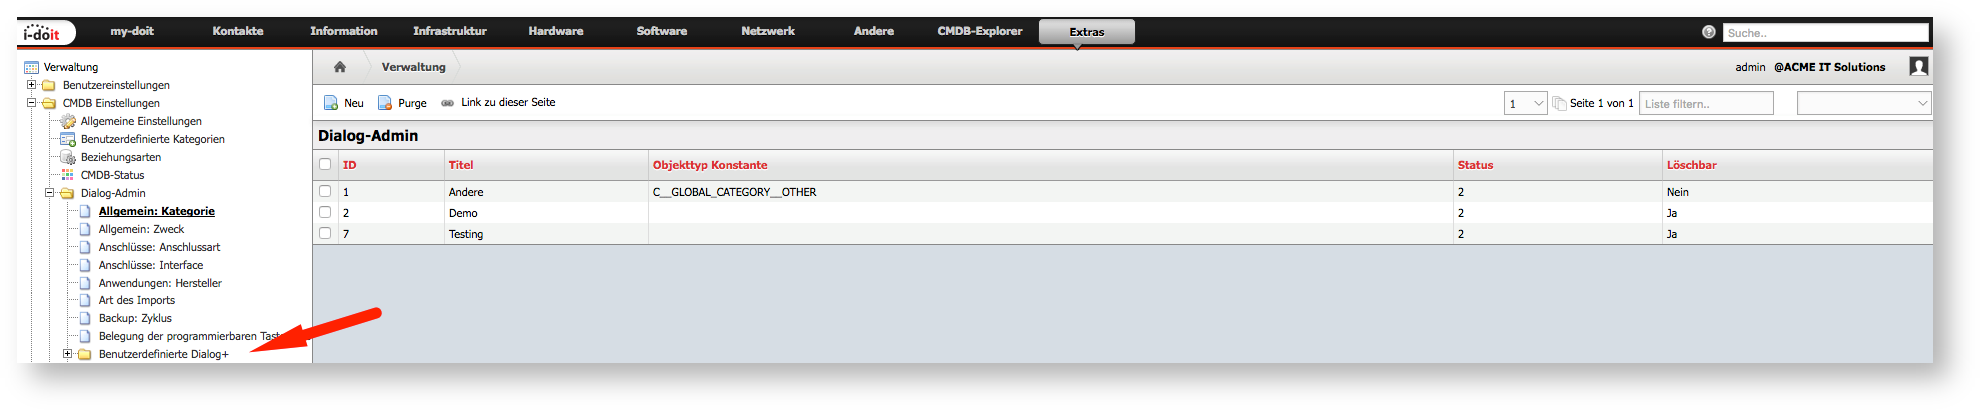 i-doit my-doit Kontakte Information Infrastruktur Hardware Software Netzwerk Andere CMDB-Explorer Extras ? Suche..
Verwaltung
Benutzereinstellungen
CMDB Einstellungen
Allgemeine Einstellungen
Benutzerdefinierte Kategorien
Beziehungsarten
CMDB-Status
Dialog-Admin
Allgemein: Kategorie
Allgemein: Zweck
Anschlüsse: Anschlussart
Anschlüsse: Interface
Anwendungen: Hersteller
Art des Imports
Backup: Zyklus
Belegung der programmierbaren
Benutzerdefinierte Dialog+
Verwaltung admin @ACME IT Solutions
Neu Purge Link zu dieser Seite 1 Seite 1 von 1 Liste filtern..
Dialog-Admin
ID Titel Objekttyp Konstante Status Löschbar
1 Andere C__GLOBAL_CATEGORY__OTHER 2 Nein
2 Demo 2 Ja
7 Testing 2 Ja